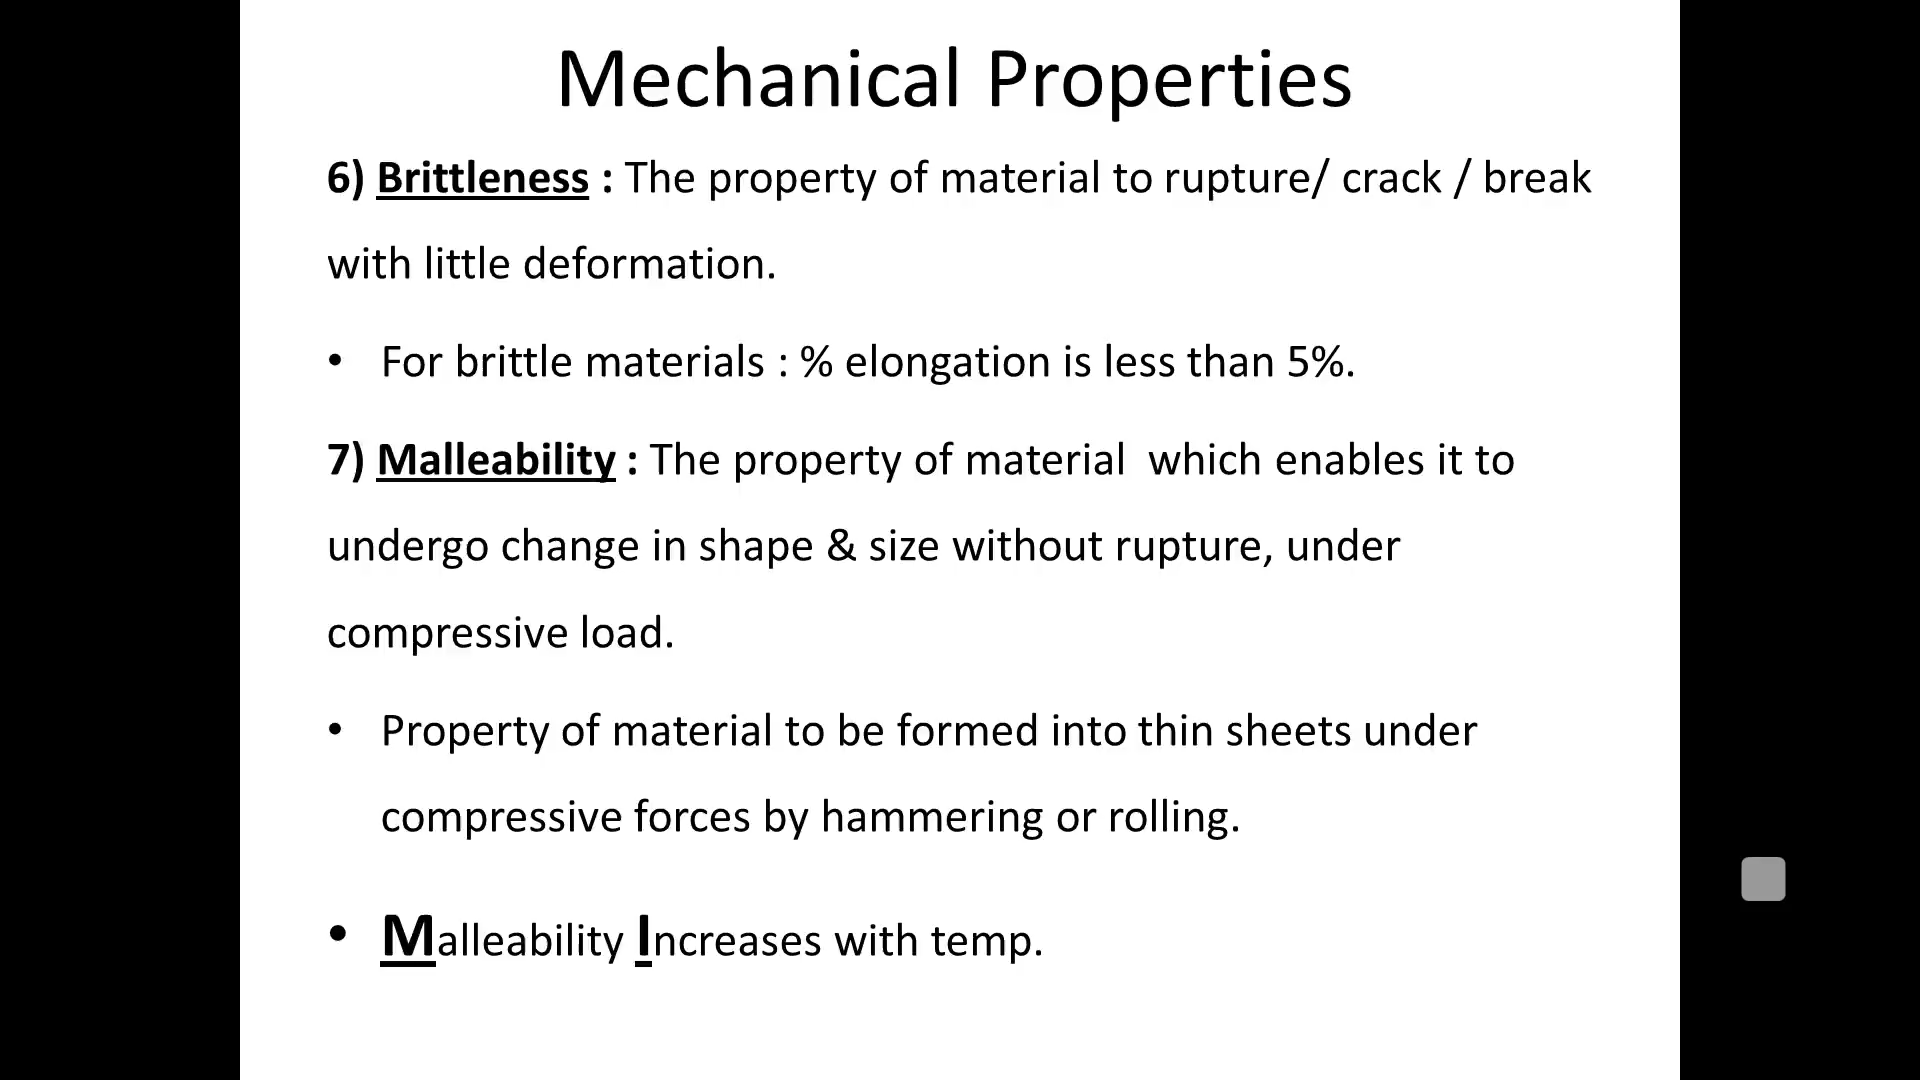 Mechanical Properties
6) Brittleness : The property of material to rupture/ crack / break
with little deformation.
• For brittle materials : % elongation is less than 5%.
7) Malleability : The property of material  which enables it to
undergo change in shape & size without rupture, under
compressive load.
• Property of material to be formed into thin sheets under
compressive forces by hammering or rolling.
• Malleability Increases with temp.